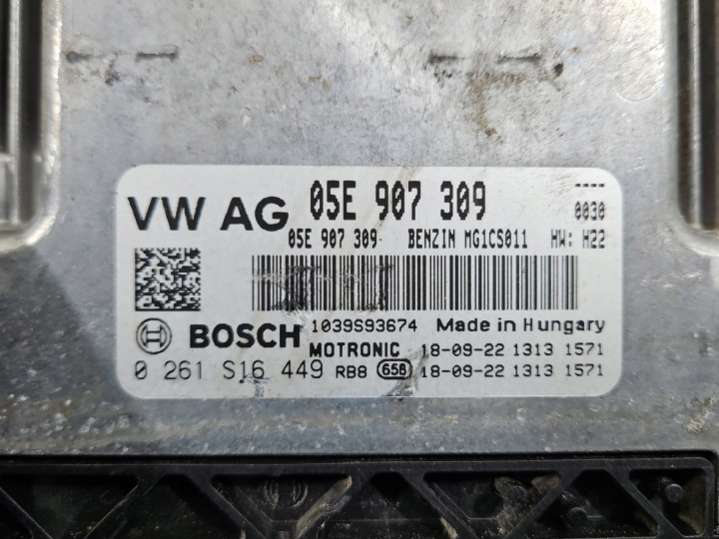 VW AG 05E 907 309 ----
0030
05E 907 309- BENZIN MG1CS011 HW: H22
BOSCH 1039S93674 Made in Hungary
MOTRONIC 18-09-22 1313 1571
0 261 S16 449 RB8 658 18-09-22 1313 1571